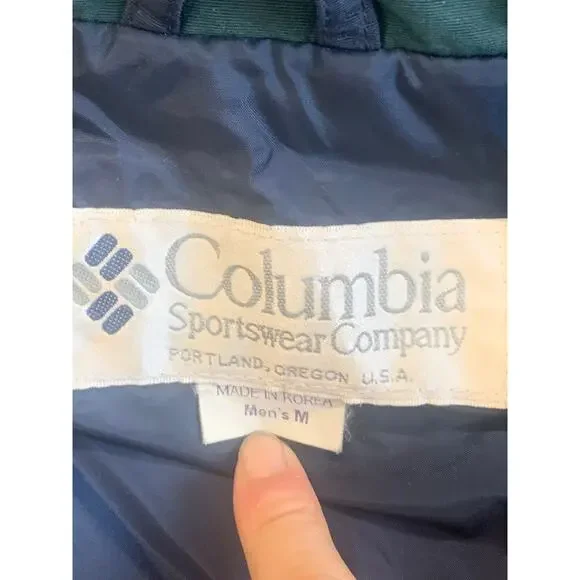 Columbia
Sportswear Company
PORTLAND, OREGON U.S.A.
MADE IN KOREA
Men's M